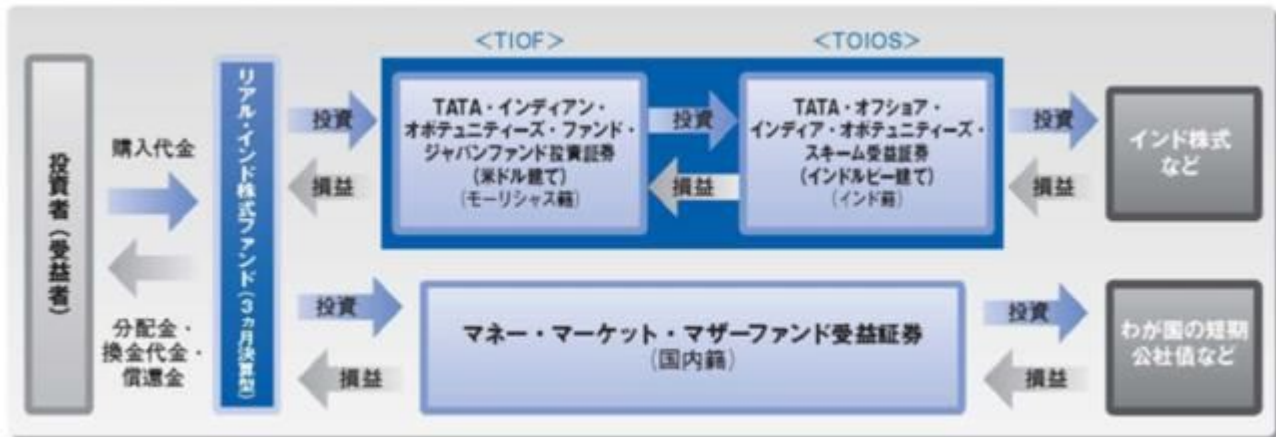 <TIOF>
<TOIOS>
投資者(受益者)
購入代金
分配金・
換金代金・
償還金
リアル・インド株式ファンド(3ヵ月決算型)
投資
損益
TATA・インディアン・
オポチュニティーズ・ファンド・
ジャパンファンド投資証券
(米ドル建て)
(モーリシャス籍)
投資
損益
TATA・オフショア・
インディア・オポチュニティーズ・
スキーム受益証券
(インドルピー建て)
(インド籍)
投資
損益
インド株式
など
投資
損益
マネー・マーケット・マザーファンド受益証券
(国内籍)
投資
損益
わが国の短期
公社債など